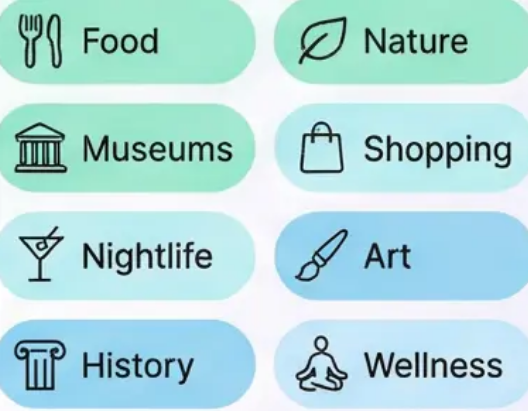 Food
Nature
Museums
Shopping
Nightlife
Art
History
Wellness